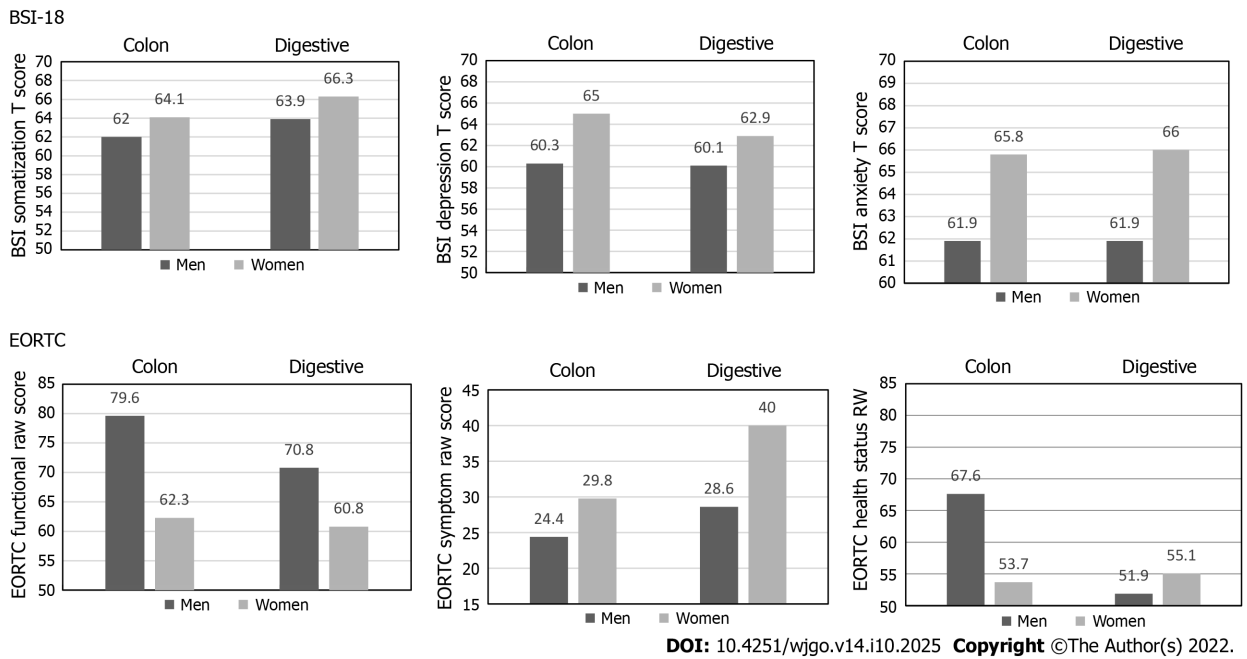 BSI-18
Colon Digestive
BSI somatization T score
70
68
66
64
62
60
58
56
54
52
50
62 64.1 63.9 66.3
Men Women
Colon Digestive
BSI depression T score
70
68
66
64
62
60
58
56
54
52
50
60.3 65 60.1 62.9
Men Women
Colon Digestive
BSI anxiety T score
70
69
68
67
66
65
64
63
62
61
60
61.9 65.8 61.9 66
Men Women
EORTC
Colon Digestive
EORTC functional raw score
85
80
75
70
65
60
55
50
79.6 62.3 70.8 60.8
Men Women
Colon Digestive
EORTC symptom raw score
45
40
35
30
25
20
15
24.4 29.8 28.6 40
Men Women
Colon Digestive
EORTC health status RW
85
80
75
70
65
60
55
50
67.6 53.7 51.9 55.1
Men Women
DOI: 10.4251/wjgo.v14.i10.2025 Copyright ©The Author(s) 2022.